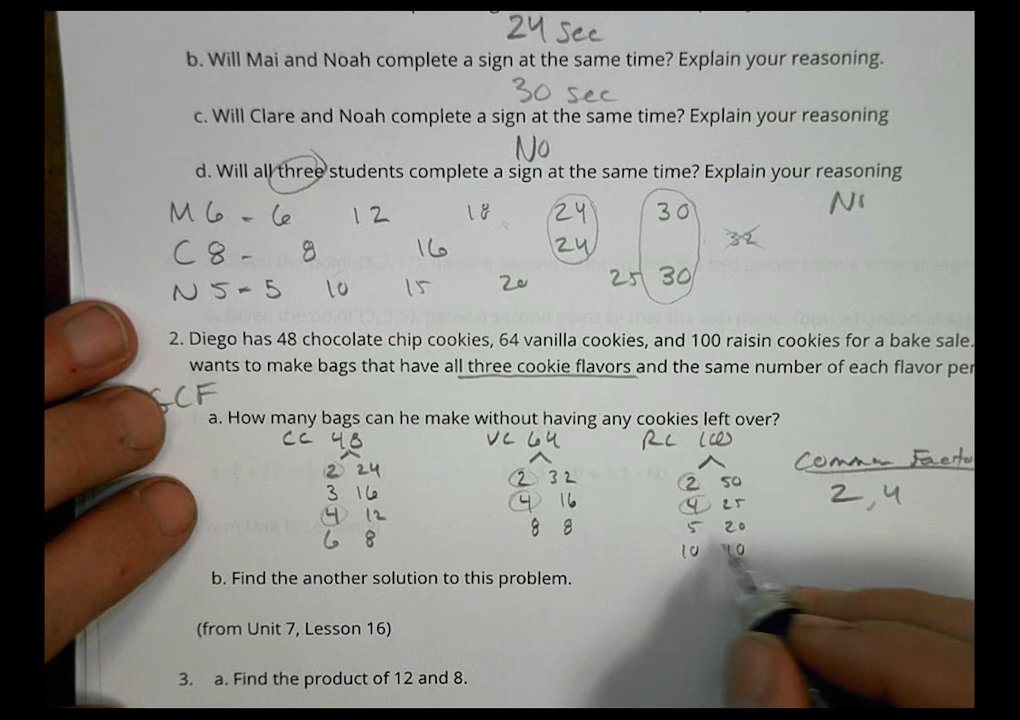 24 sec
b. Will Mai and Noah complete a sign at the same time? Explain your reasoning.
30 sec
c. Will Clare and Noah complete a sign at the same time? Explain your reasoning
No
d. Will all three students complete a sign at the same time? Explain your reasoning
No
M 6 - 6 12 18 24 30
C 8 - 8 16 24 32
N 5 - 5 10 15 20 25 30
2. Diego has 48 chocolate chip cookies, 64 vanilla cookies, and 100 raisin cookies for a bake sale.
wants to make bags that have all three cookie flavors and the same number of each flavor per
GCF
a. How many bags can he make without having any cookies left over?
CC 48 VC 64 RC 100
Common Facto
2 24 2 32 2 50
2, 4
3 16 4 16 4 25
4 12 8 8 5 20
6 8 10 10
b. Find the another solution to this problem.
(from Unit 7, Lesson 16)
3. a. Find the product of 12 and 8.